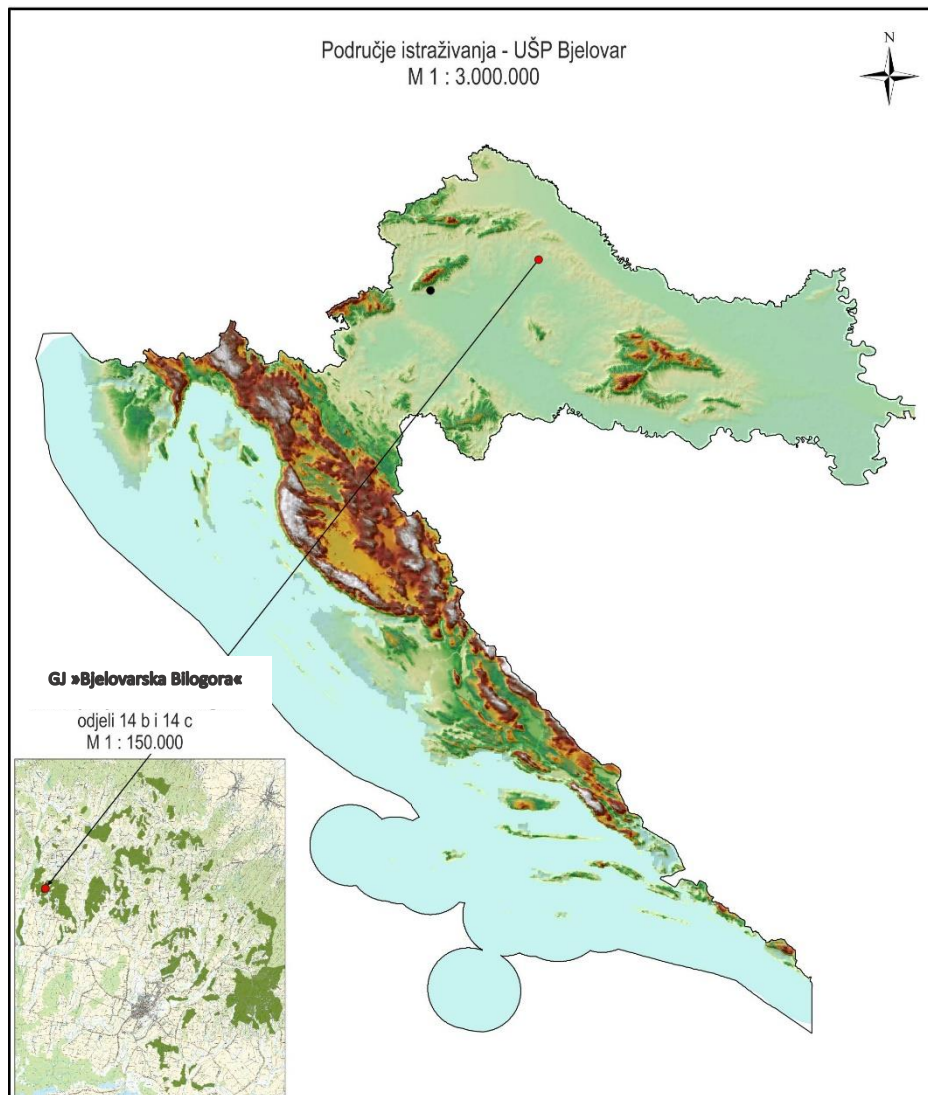 Područje istraživanja - UŠP Bjelovar
M 1 : 3.000.000
N
GJ »Bjelovarska Bilogora«
odjeli 14 b i 14 c
M 1 : 150.000